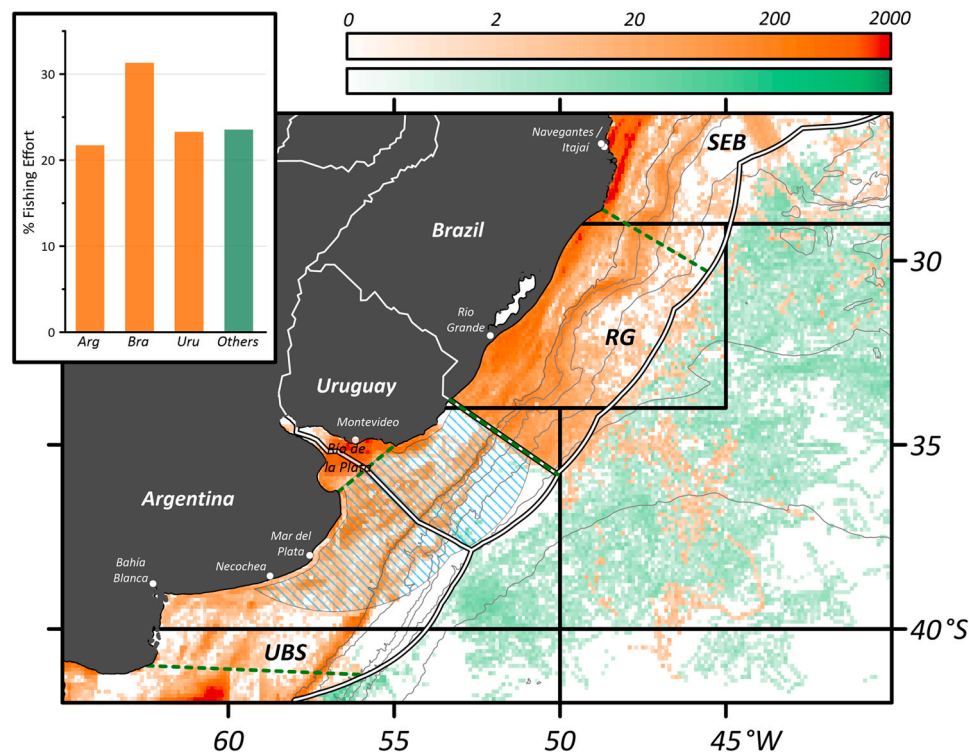 0 2 20 200 2000
% Fishing Effort
30
20
10
0
Arg Bra Uru Others
Navegantes /
Itajaí
SEB
Brazil
30
Rio
Grande
RG
Uruguay
Montevideo
35
Río de
la Plata
Argentina
Mar del
Plata
Bahía
Blanca
Necochea
40°S
UBS
60 55 50 45°W